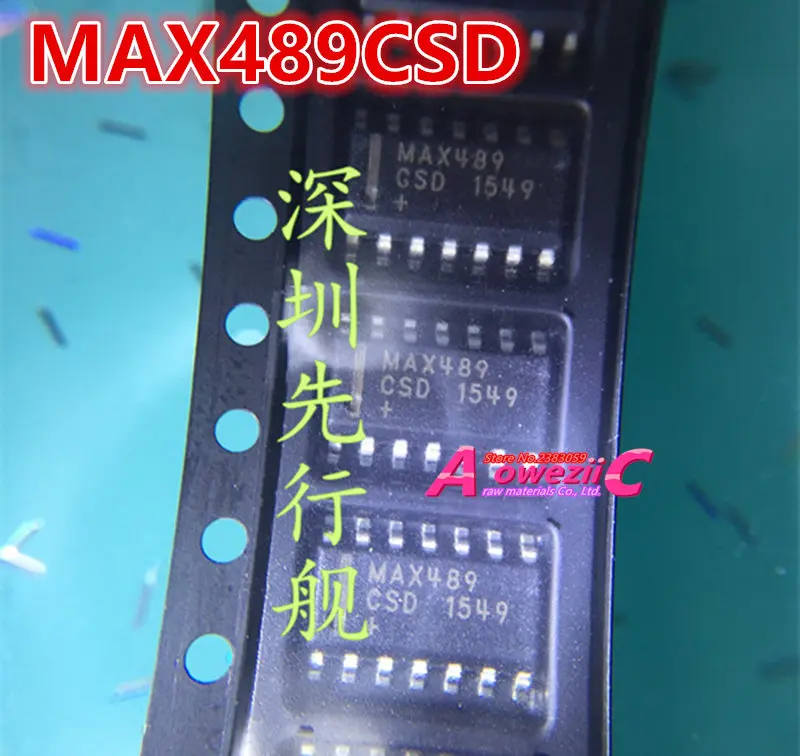 MAX489CSD
MAX489
CSD 1549
+
深圳先行舰
MAX489
CSD 1549
+
Store No.2383059
AoweziiC
raw materials Co., Ltd.
MAX489
CSD 1549
+